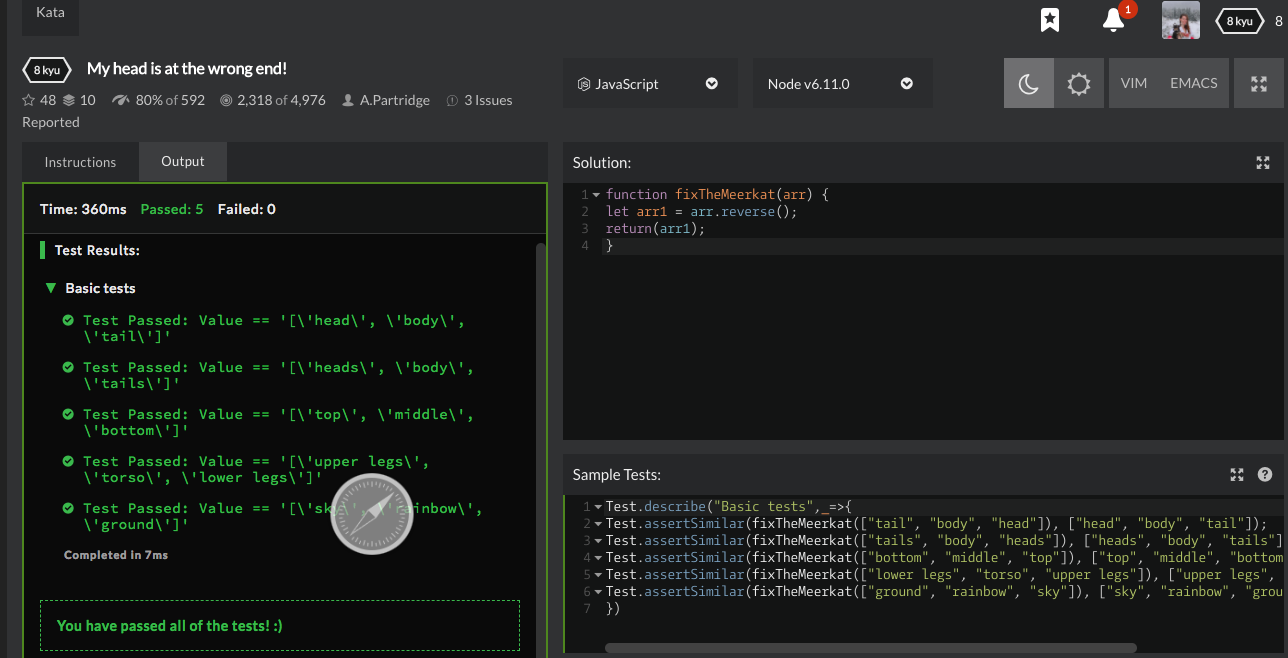 Kata
1
8 kyu
8
8 kyu My head is at the wrong end!
48 10 80% of 592 2,318 of 4,976 A.Partridge 3 Issues
Reported
JavaScript
Node v6.11.0
VIM EMACS
Instructions Output
Time: 360ms Passed: 5 Failed: 0
Test Results:
Basic tests
Test Passed: Value == '[\'head\', \'body\',
\'tail\']'
Test Passed: Value == '[\'heads\', \'body\',
\'tails\']'
Test Passed: Value == '[\'top\', \'middle\',
\'bottom\']'
Test Passed: Value == '[\'upper legs\',
\'torso\', \'lower legs\']'
Test Passed: Value == '[\'sky\', \'rainbow\',
\'ground\']'
Completed in 7ms
You have passed all of the tests! :)
Solution:
1 function fixTheMeerkat(arr) {
2 let arr1 = arr.reverse();
3 return(arr1);
4 }
Sample Tests:
1 Test.describe("Basic tests",_=>{
2 Test.assertSimilar(fixTheMeerkat(["tail", "body", "head"]), ["head", "body", "tail"]);
3 Test.assertSimilar(fixTheMeerkat(["tails", "body", "heads"]), ["heads", "body", "tails"]
4 Test.assertSimilar(fixTheMeerkat(["bottom", "middle", "top"]), ["top", "middle", "bottom
5 Test.assertSimilar(fixTheMeerkat(["lower legs", "torso", "upper legs"]), ["upper legs",
6 Test.assertSimilar(fixTheMeerkat(["ground", "rainbow", "sky"]), ["sky", "rainbow", "grou
7 })